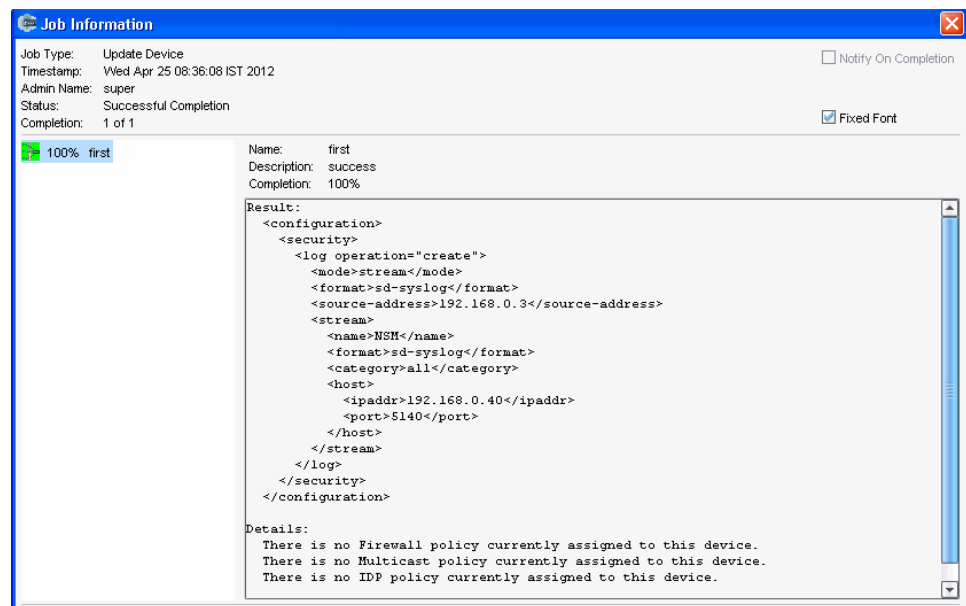 Job Information
Job Type: Update Device
Timestamp: Wed Apr 25 08:36:08 IST 2012
Notify On Completion
Admin Name: super
Status: Successful Completion
Completion: 1 of 1
Fixed Font
100% first
Name: first
Description: success
Completion: 100%
Result:
  <configuration>
    <security>
      <log operation="create">
        <mode>stream</mode>
        <format>sd-syslog</format>
        <source-address>192.168.0.3</source-address>
        <stream>
          <name>NSM</name>
          <format>sd-syslog</format>
          <category>all</category>
          <host>
            <ipaddr>192.168.0.40</ipaddr>
            <port>5140</port>
          </host>
        </stream>
      </log>
    </security>
  </configuration>
Details:
  There is no Firewall policy currently assigned to this device.
  There is no Multicast policy currently assigned to this device.
  There is no IDP policy currently assigned to this device.